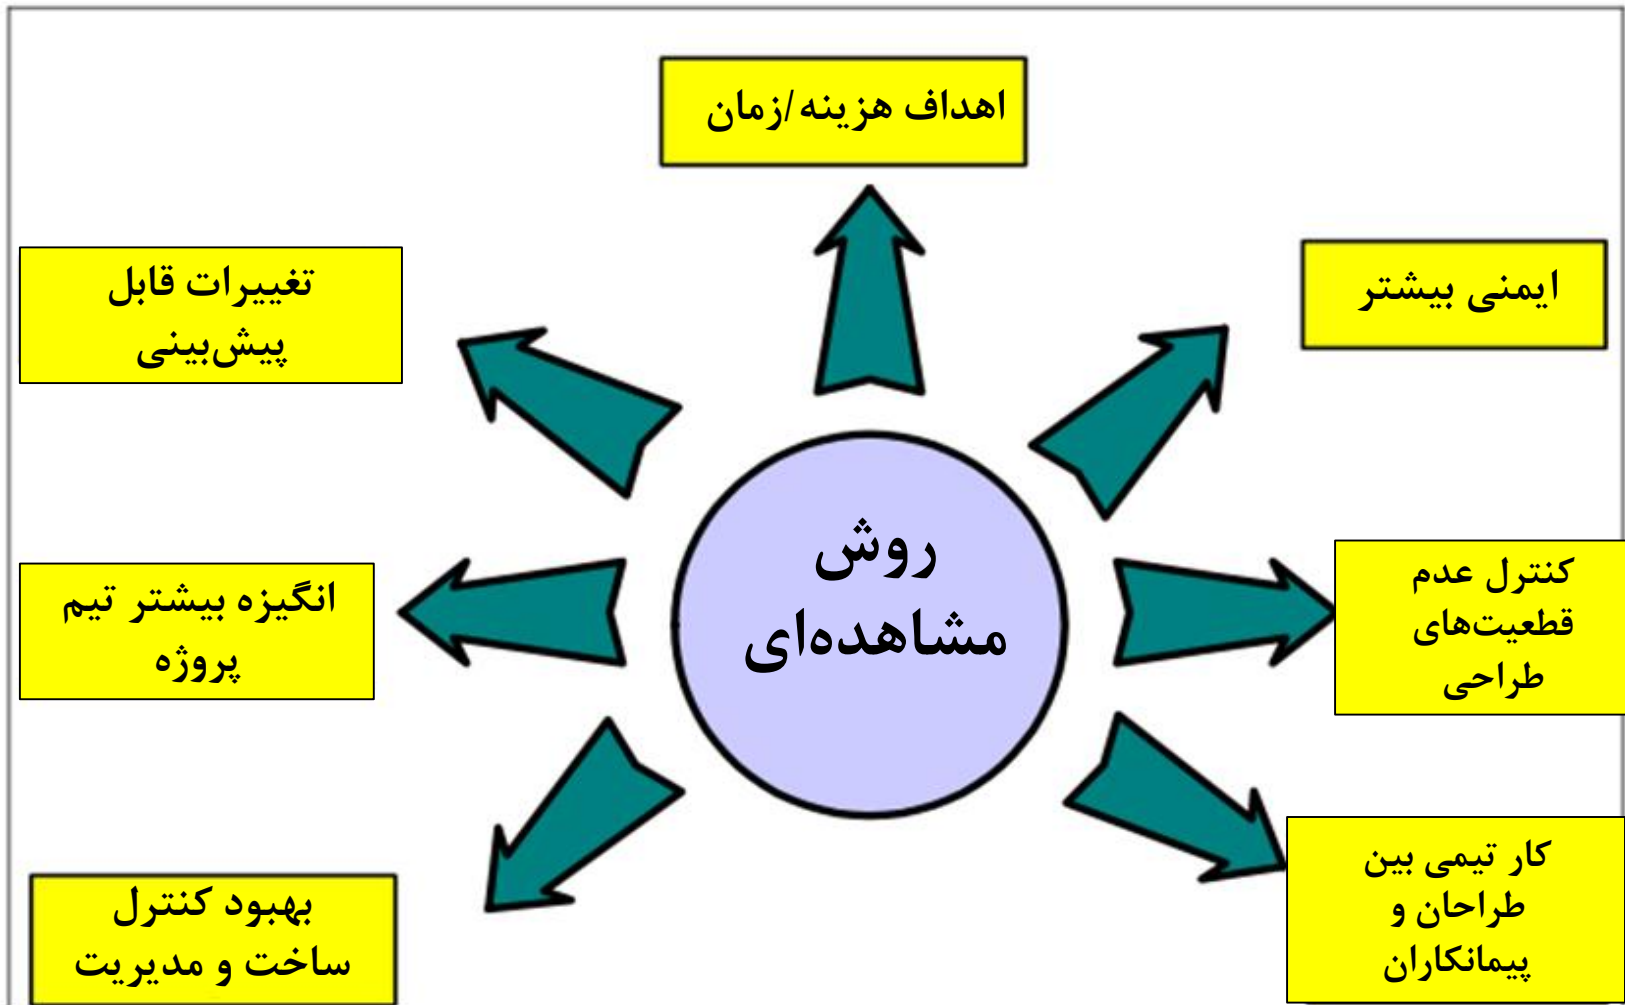 اهداف هزینه/زمان
ایمنی بیشتر
تغییرات قابل
پیش‌بینی
روش
مشاهده‌ای
کنترل عدم
قطعیت‌های
طراحی
انگیزه بیشتر تیم
پروژه
کار تیمی بین
طراحان و
پیمانکاران
بهبود کنترل
ساخت و مدیریت